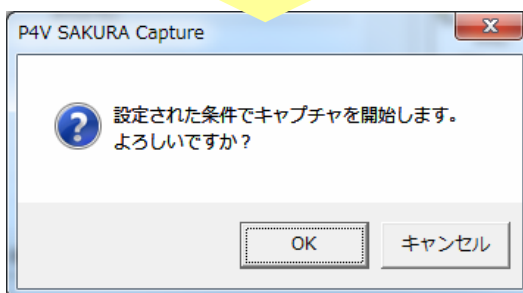 P4V SAKURA Capture
設定された条件でキャプチャを開始します。
よろしいですか？
OK
キャンセル